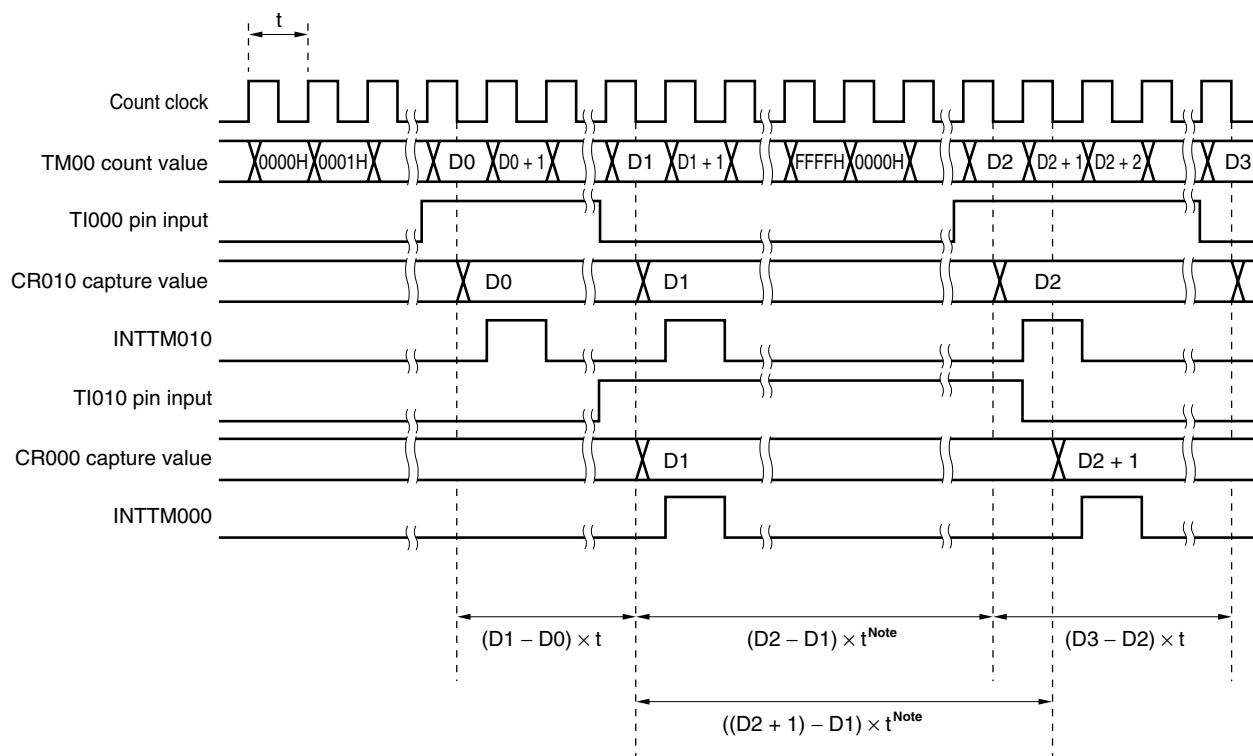 t
Count clock
TM00 count value 0000H 0001H D0 D0 + 1 D1 D1 + 1 FFFFH 0000H D2 D2 + 1 D2 + 2 D3
TI000 pin input
CR010 capture value D0 D1 D2
INTTM010
TI010 pin input
CR000 capture value D1 D2 + 1
INTTM000
(D1 – D0) × t (D2 – D1) × t^Note (D3 – D2) × t
((D2 + 1) – D1) × t^Note